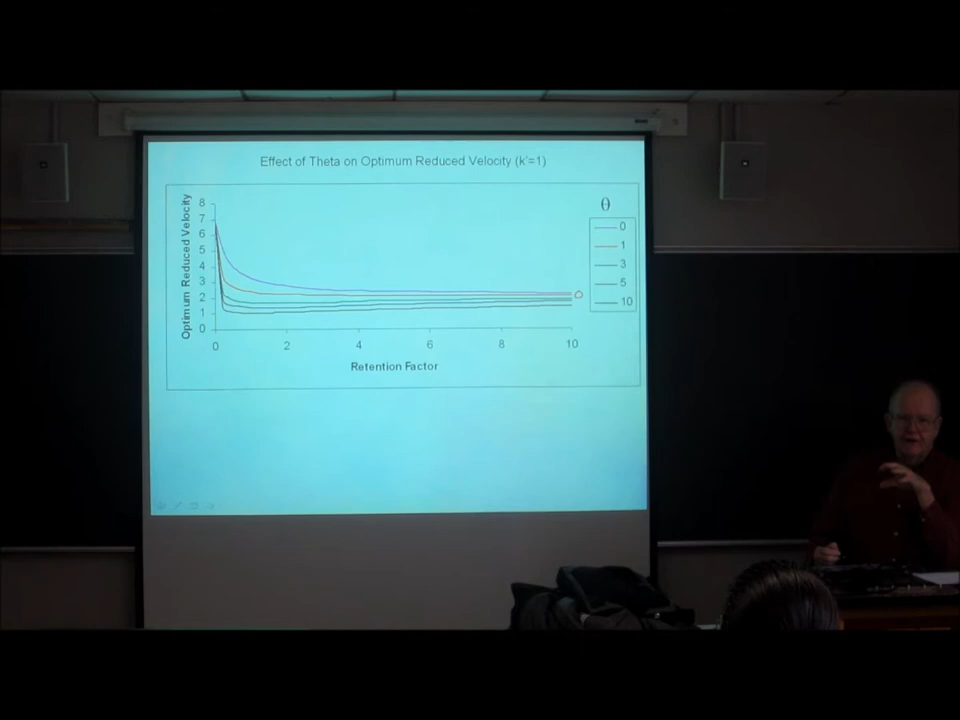 Effect of Theta on Optimum Reduced Velocity (k'=1)
Optimum Reduced Velocity
8
7
6
5
4
3
2
1
0
0 2 4 6 8 10
Retention Factor
θ
0
1
3
5
10